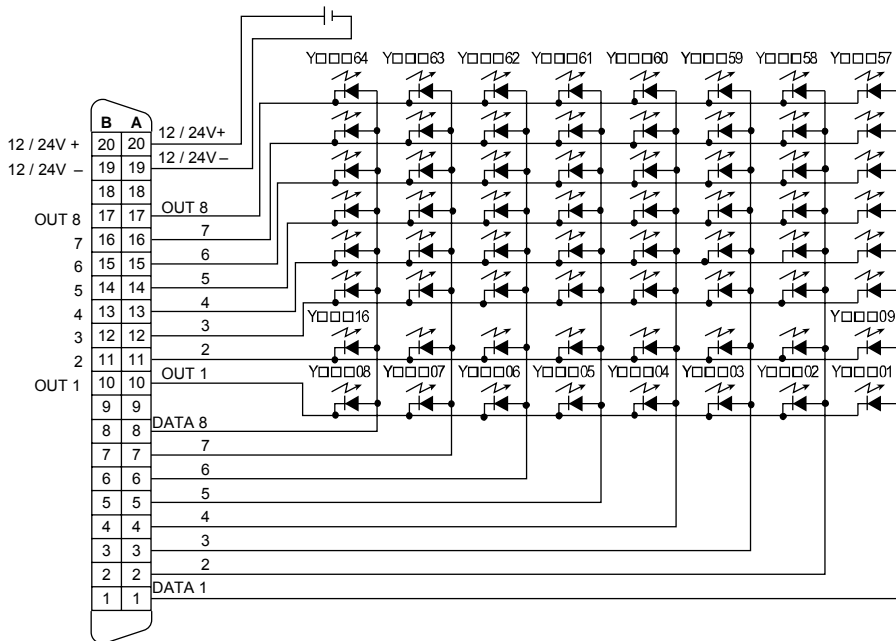 Y□□□64 Y□□□63 Y□□□62 Y□□□61 Y□□□60 Y□□□59 Y□□□58 Y□□□57
B A
12 / 24V + 20 20 12 / 24V+
12 / 24V – 19 19 12 / 24V –
18 18
OUT 8 17 17 OUT 8
7 16 16 7
6 15 15 6
5 14 14 5
4 13 13 4
3 12 12 3
Y□□□16 Y□□□09
2 11 11 2
OUT 1 10 10 OUT 1
Y□□□08 Y□□□07 Y□□□06 Y□□□05 Y□□□04 Y□□□03 Y□□□02 Y□□□01
9 9
8 8 DATA 8
7 7 7
6 6 6
5 5 5
4 4 4
3 3 3
2 2 2
1 1 DATA 1